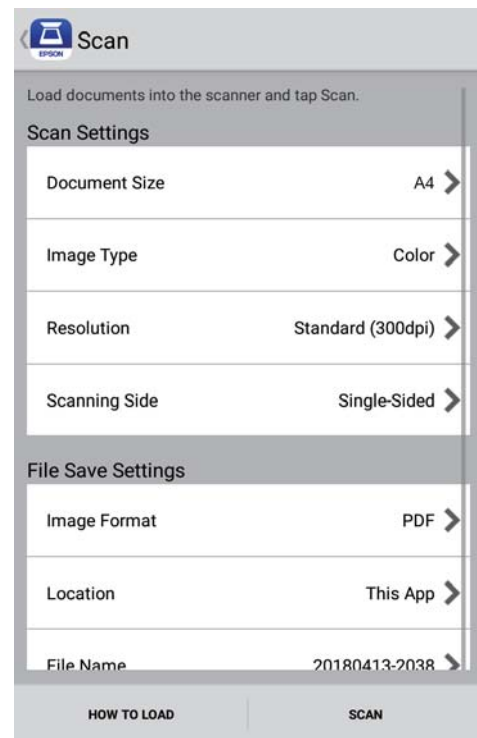 EPSON
Scan
Load documents into the scanner and tap Scan.
Scan Settings
Document Size A4
Image Type Color
Resolution Standard (300dpi)
Scanning Side Single-Sided
File Save Settings
Image Format PDF
Location This App
File Name 20180413-2038
HOW TO LOAD SCAN